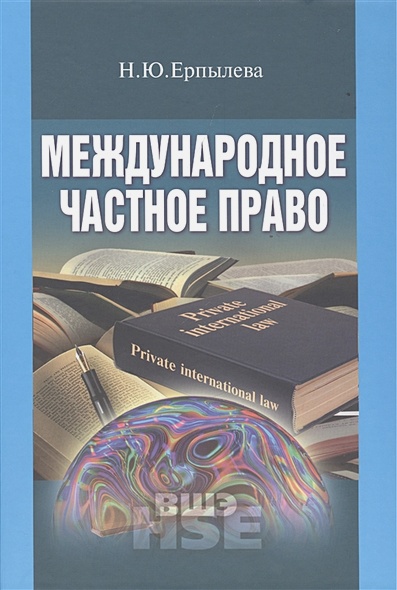 Н.Ю.Ерпылева
МЕЖДУНАРОДНОЕ
ЧАСТНОЕ ПРАВО
Private
international
law
Private international law
ВШЭ
HSE